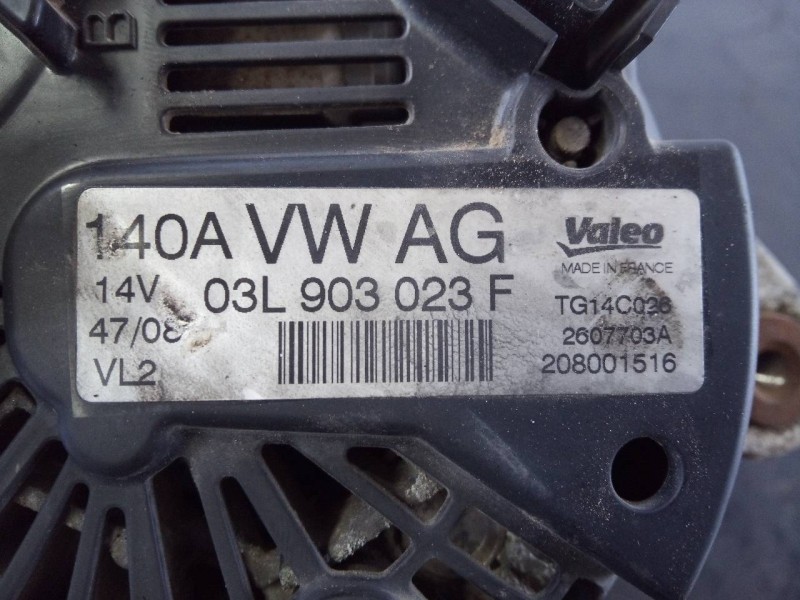 B
140A VW AG
Valeo
MADE IN FRANCE
14V 03L 903 023 F
TG14C026
47/08
2607703A
VL2
208001516